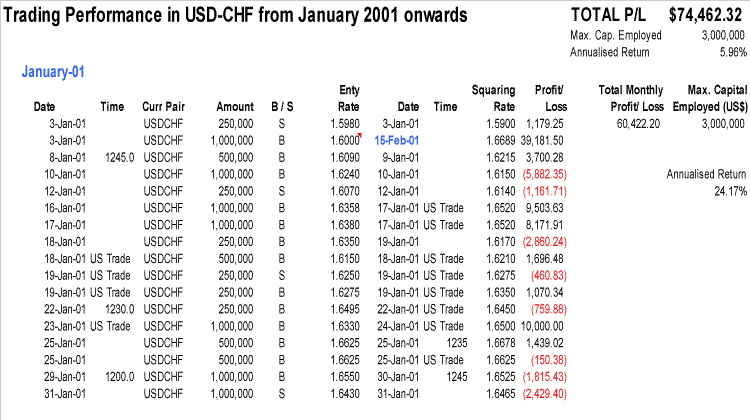 Trading Performance in USD-CHF from January 2001 onwards TOTAL P/L $74,462.32
Max. Cap. Employed 3,000,000
Annualised Return 5.96%
January-01
Enty Squaring Profit/ Total Monthly Max. Capital
Date Time Curr Pair Amount B / S Rate Date Time Rate Loss Profit/ Loss Employed (US$)
3-Jan-01 USDCHF 250,000 S 1.5980 3-Jan-01 1.5900 1,179.25 60,422.20 3,000,000
3-Jan-01 USDCHF 1,000,000 B 1.6000 15-Feb-01 1.6689 39,181.50
8-Jan-01 1245.0 USDCHF 500,000 B 1.6090 9-Jan-01 1.6215 3,700.28
10-Jan-01 USDCHF 1,000,000 B 1.6240 10-Jan-01 1.6150 (5,882.35) Annualised Return
12-Jan-01 USDCHF 250,000 S 1.6070 12-Jan-01 1.6140 (1,161.71) 24.17%
16-Jan-01 USDCHF 1,000,000 B 1.6358 17-Jan-01 US Trade 1.6520 9,503.63
17-Jan-01 USDCHF 1,000,000 B 1.6380 17-Jan-01 US Trade 1.6520 8,171.91
18-Jan-01 USDCHF 250,000 B 1.6350 19-Jan-01 1.6170 (2,860.24)
18-Jan-01 US Trade USDCHF 500,000 B 1.6150 18-Jan-01 US Trade 1.6210 1,696.48
19-Jan-01 US Trade USDCHF 250,000 S 1.6250 19-Jan-01 US Trade 1.6275 (460.83)
19-Jan-01 US Trade USDCHF 250,000 B 1.6275 19-Jan-01 US Trade 1.6350 1,070.34
22-Jan-01 1230.0 USDCHF 250,000 B 1.6495 22-Jan-01 US Trade 1.6450 (759.88)
23-Jan-01 US Trade USDCHF 1,000,000 B 1.6330 24-Jan-01 US Trade 1.6500 10,000.00
25-Jan-01 USDCHF 500,000 B 1.6625 25-Jan-01 1235 1.6678 1,439.02
25-Jan-01 USDCHF 500,000 B 1.6625 25-Jan-01 US Trade 1.6625 (150.38)
29-Jan-01 1200.0 USDCHF 1,000,000 B 1.6550 30-Jan-01 1245 1.6525 (1,815.43)
31-Jan-01 USDCHF 1,000,000 S 1.6430 31-Jan-01 1.6465 (2,429.40)